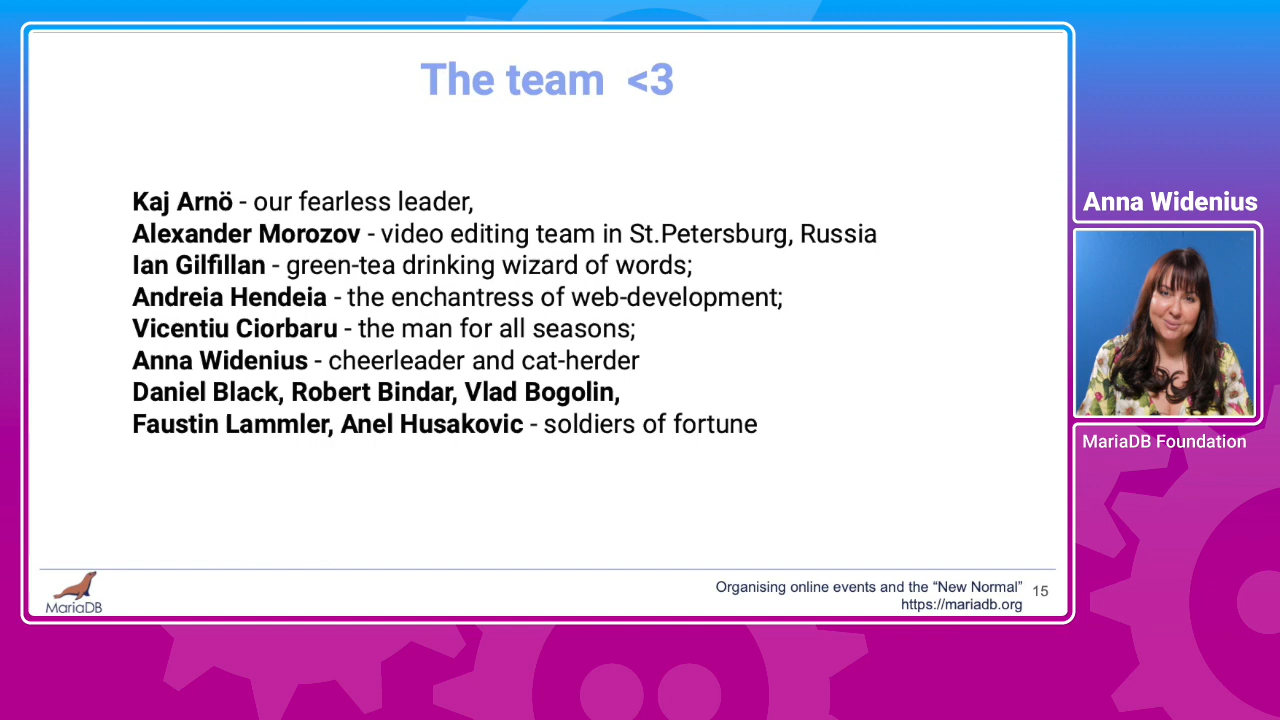 The team <3
Kaj Arnö - our fearless leader,
Alexander Morozov - video editing team in St.Petersburg, Russia
Ian Gilfillan - green-tea drinking wizard of words;
Andreia Hendeia - the enchantress of web-development;
Vicentiu Ciorbaru - the man for all seasons;
Anna Widenius - cheerleader and cat-herder
Daniel Black, Robert Bindar, Vlad Bogolin,
Faustin Lammler, Anel Husakovic - soldiers of fortune
MariaDB
Organising online events and the “New Normal”
https://mariadb.org
15
Anna Widenius
MariaDB Foundation